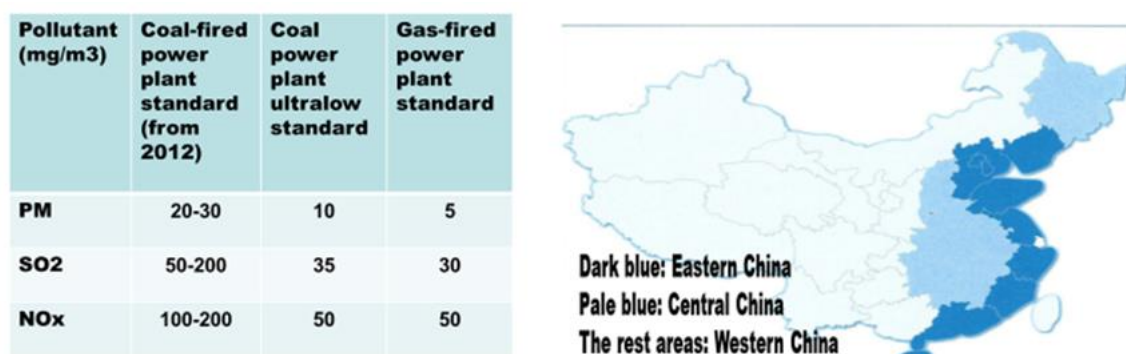 Pollutant
(mg/m3)
Coal-fired
power
plant
standard
(from
2012)
Coal
power
plant
ultralow
standard
Gas-fired
power
plant
standard
PM
20-30
10
5
SO2
50-200
35
30
NOx
100-200
50
50
Dark blue: Eastern China
Pale blue: Central China
The rest areas: Western China